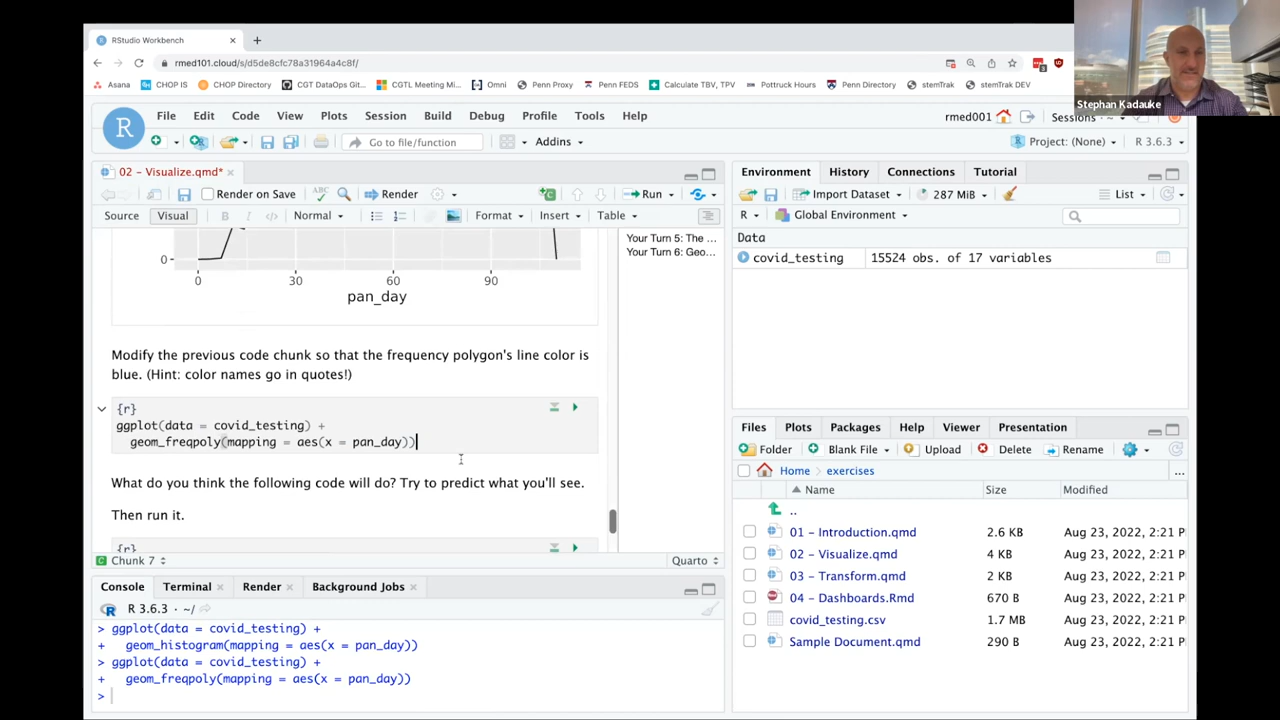 RStudio Workbench
rmed101.cloud/s/d5de8cfc78a31964a4c8f/
Asana
CHOP IS
CHOP Directory
CGT DataOps Git...
CGTL Meeting Mi...
Omni
Penn Proxy
Penn FEDS
Calculate TBV, TPV
Pottruck Hours
Penn Directory
stemTrak
stemTrak DEV
Stephan Kadauke
File Edit Code View Plots Session Build Debug Profile Tools Help
rmed001
Sessions
Go to file/function
Addins
Project: (None)
R 3.6.3
02 – Visualize.qmd*
Render on Save
Render
Run
Source
Visual
B I </>
Normal
Format
Insert
Table
0
0 30 60 90
pan_day
Your Turn 5: The ...
Your Turn 6: Geo...
Modify the previous code chunk so that the frequency polygon's line color is
blue. (Hint: color names go in quotes!)
{r}
ggplot(data = covid_testing) +
geom_freqpoly(mapping = aes(x = pan_day))
What do you think the following code will do? Try to predict what you'll see.
Then run it.
{r}
Chunk 7
Quarto
Console
Terminal
Render
Background Jobs
R 3.6.3 · ~/
> ggplot(data = covid_testing) +
+ geom_histogram(mapping = aes(x = pan_day))
> ggplot(data = covid_testing) +
+ geom_freqpoly(mapping = aes(x = pan_day))
>
Environment
History
Connections
Tutorial
Import Dataset
287 MiB
List
R
Global Environment
Data
covid_testing 15524 obs. of 17 variables
Files
Plots
Packages
Help
Viewer
Presentation
Folder
Blank File
Upload
Delete
Rename
Home
exercises
...
Name Size Modified
..
01 – Introduction.qmd 2.6 KB Aug 23, 2022, 2:21 P
02 – Visualize.qmd 4 KB Aug 23, 2022, 2:21 P
03 – Transform.qmd 2 KB Aug 23, 2022, 2:21 P
04 – Dashboards.Rmd 670 B Aug 23, 2022, 2:21 P
covid_testing.csv 1.7 MB Aug 23, 2022, 2:21 P
Sample Document.qmd 290 B Aug 23, 2022, 2:21 P